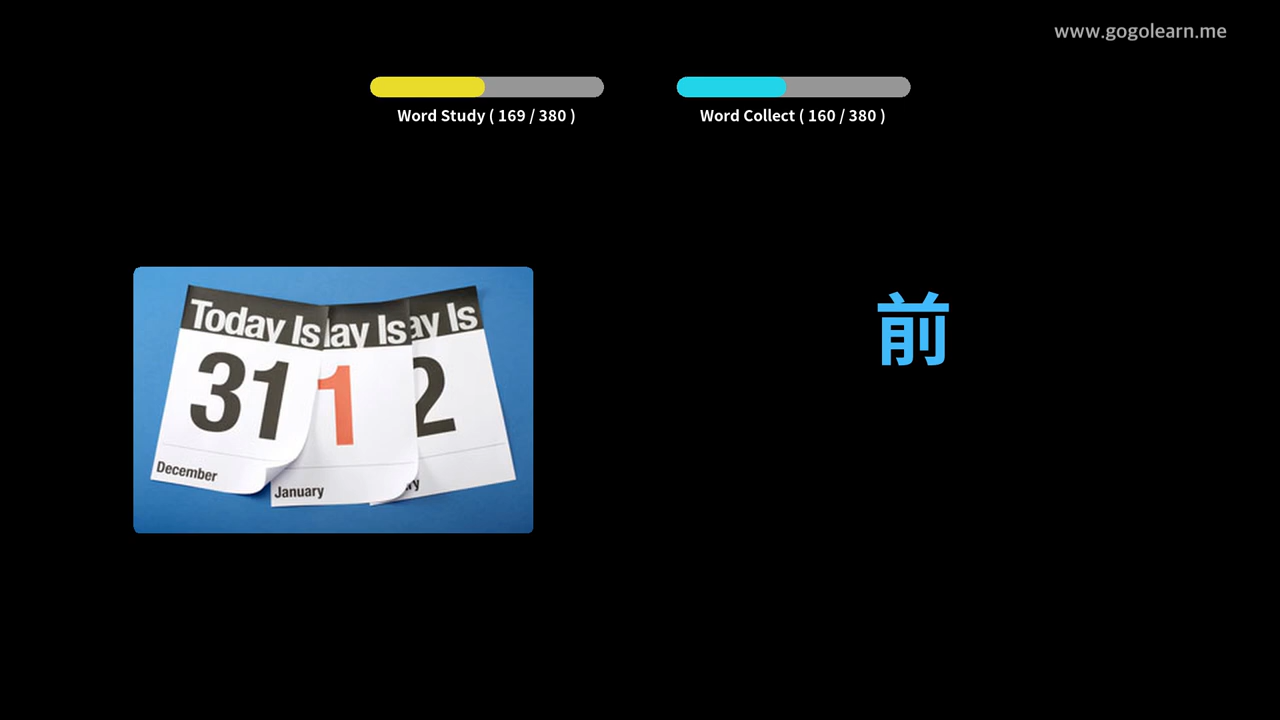 www.gogolearn.me
Word Study ( 169 / 380 )
Word Collect ( 160 / 380 )
前
Today Is
31
December
ay Is
1
January
ay Is
2
ry